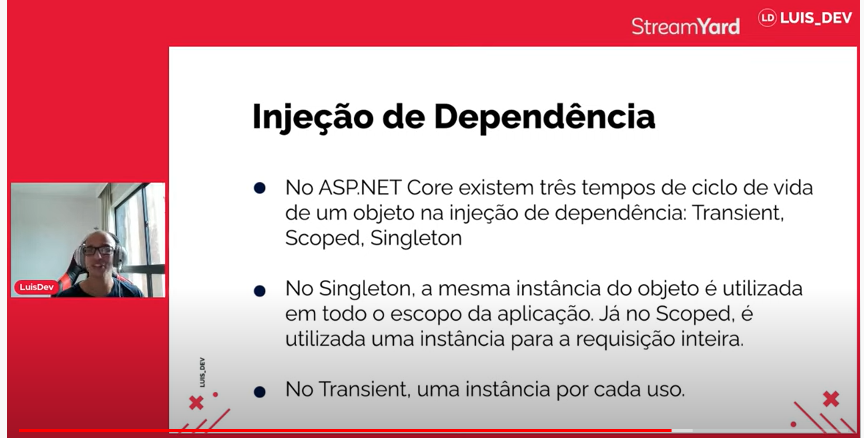 StreamYard
LD LUIS_DEV
Injeção de Dependência
No ASP.NET Core existem três tempos de ciclo de vida
de um objeto na injeção de dependência: Transient,
Scoped, Singleton
No Singleton, a mesma instância do objeto é utilizada
em todo o escopo da aplicação. Já no Scoped, é
utilizada uma instância para a requisição inteira.
No Transient, uma instância por cada uso.
LuisDev
LUIS_DEV